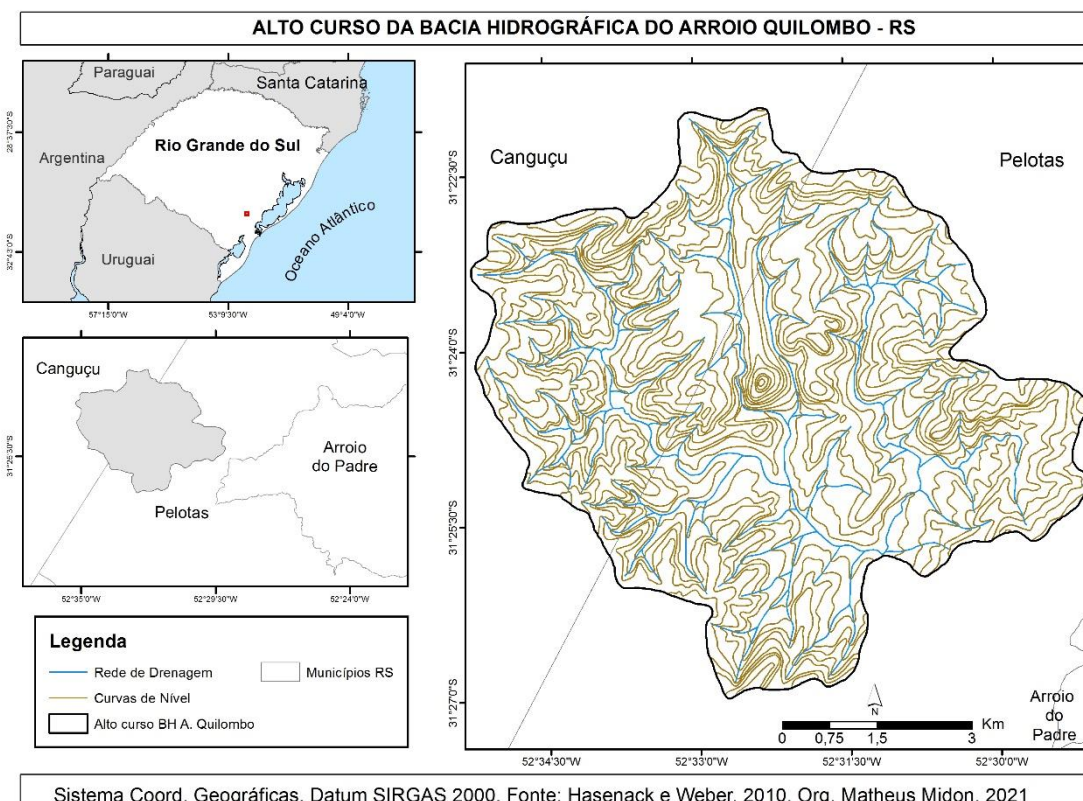 ALTO CURSO DA BACIA HIDROGRÁFICA DO ARROIO QUILOMBO - RS
Paraguai
Santa Catarina
28°37'30"S
Rio Grande do Sul
Argentina
Oceano Atlântico
32°43'0"S
Uruguai
57°15'0"W
53°9'30"W
49°4'0"W
Canguçu
31°25'30"S
Arroio
do Padre
Pelotas
52°35'0"W
52°29'30"W
52°24'0"W
Legenda
Rede de Drenagem
Municípios RS
Curvas de Nível
Alto curso BH A. Quilombo
Canguçu
Pelotas
31°22'30"S
31°24'0"S
31°25'30"S
31°27'0"S
N
Arroio
do
Padre
Km
0 0,75 1,5 3
52°34'30"W
52°33'0"W
52°31'30"W
52°30'0"W
Sistema Coord. Geográficas, Datum SIRGAS 2000. Fonte: Hasenack e Weber, 2010. Org. Matheus Midon, 2021